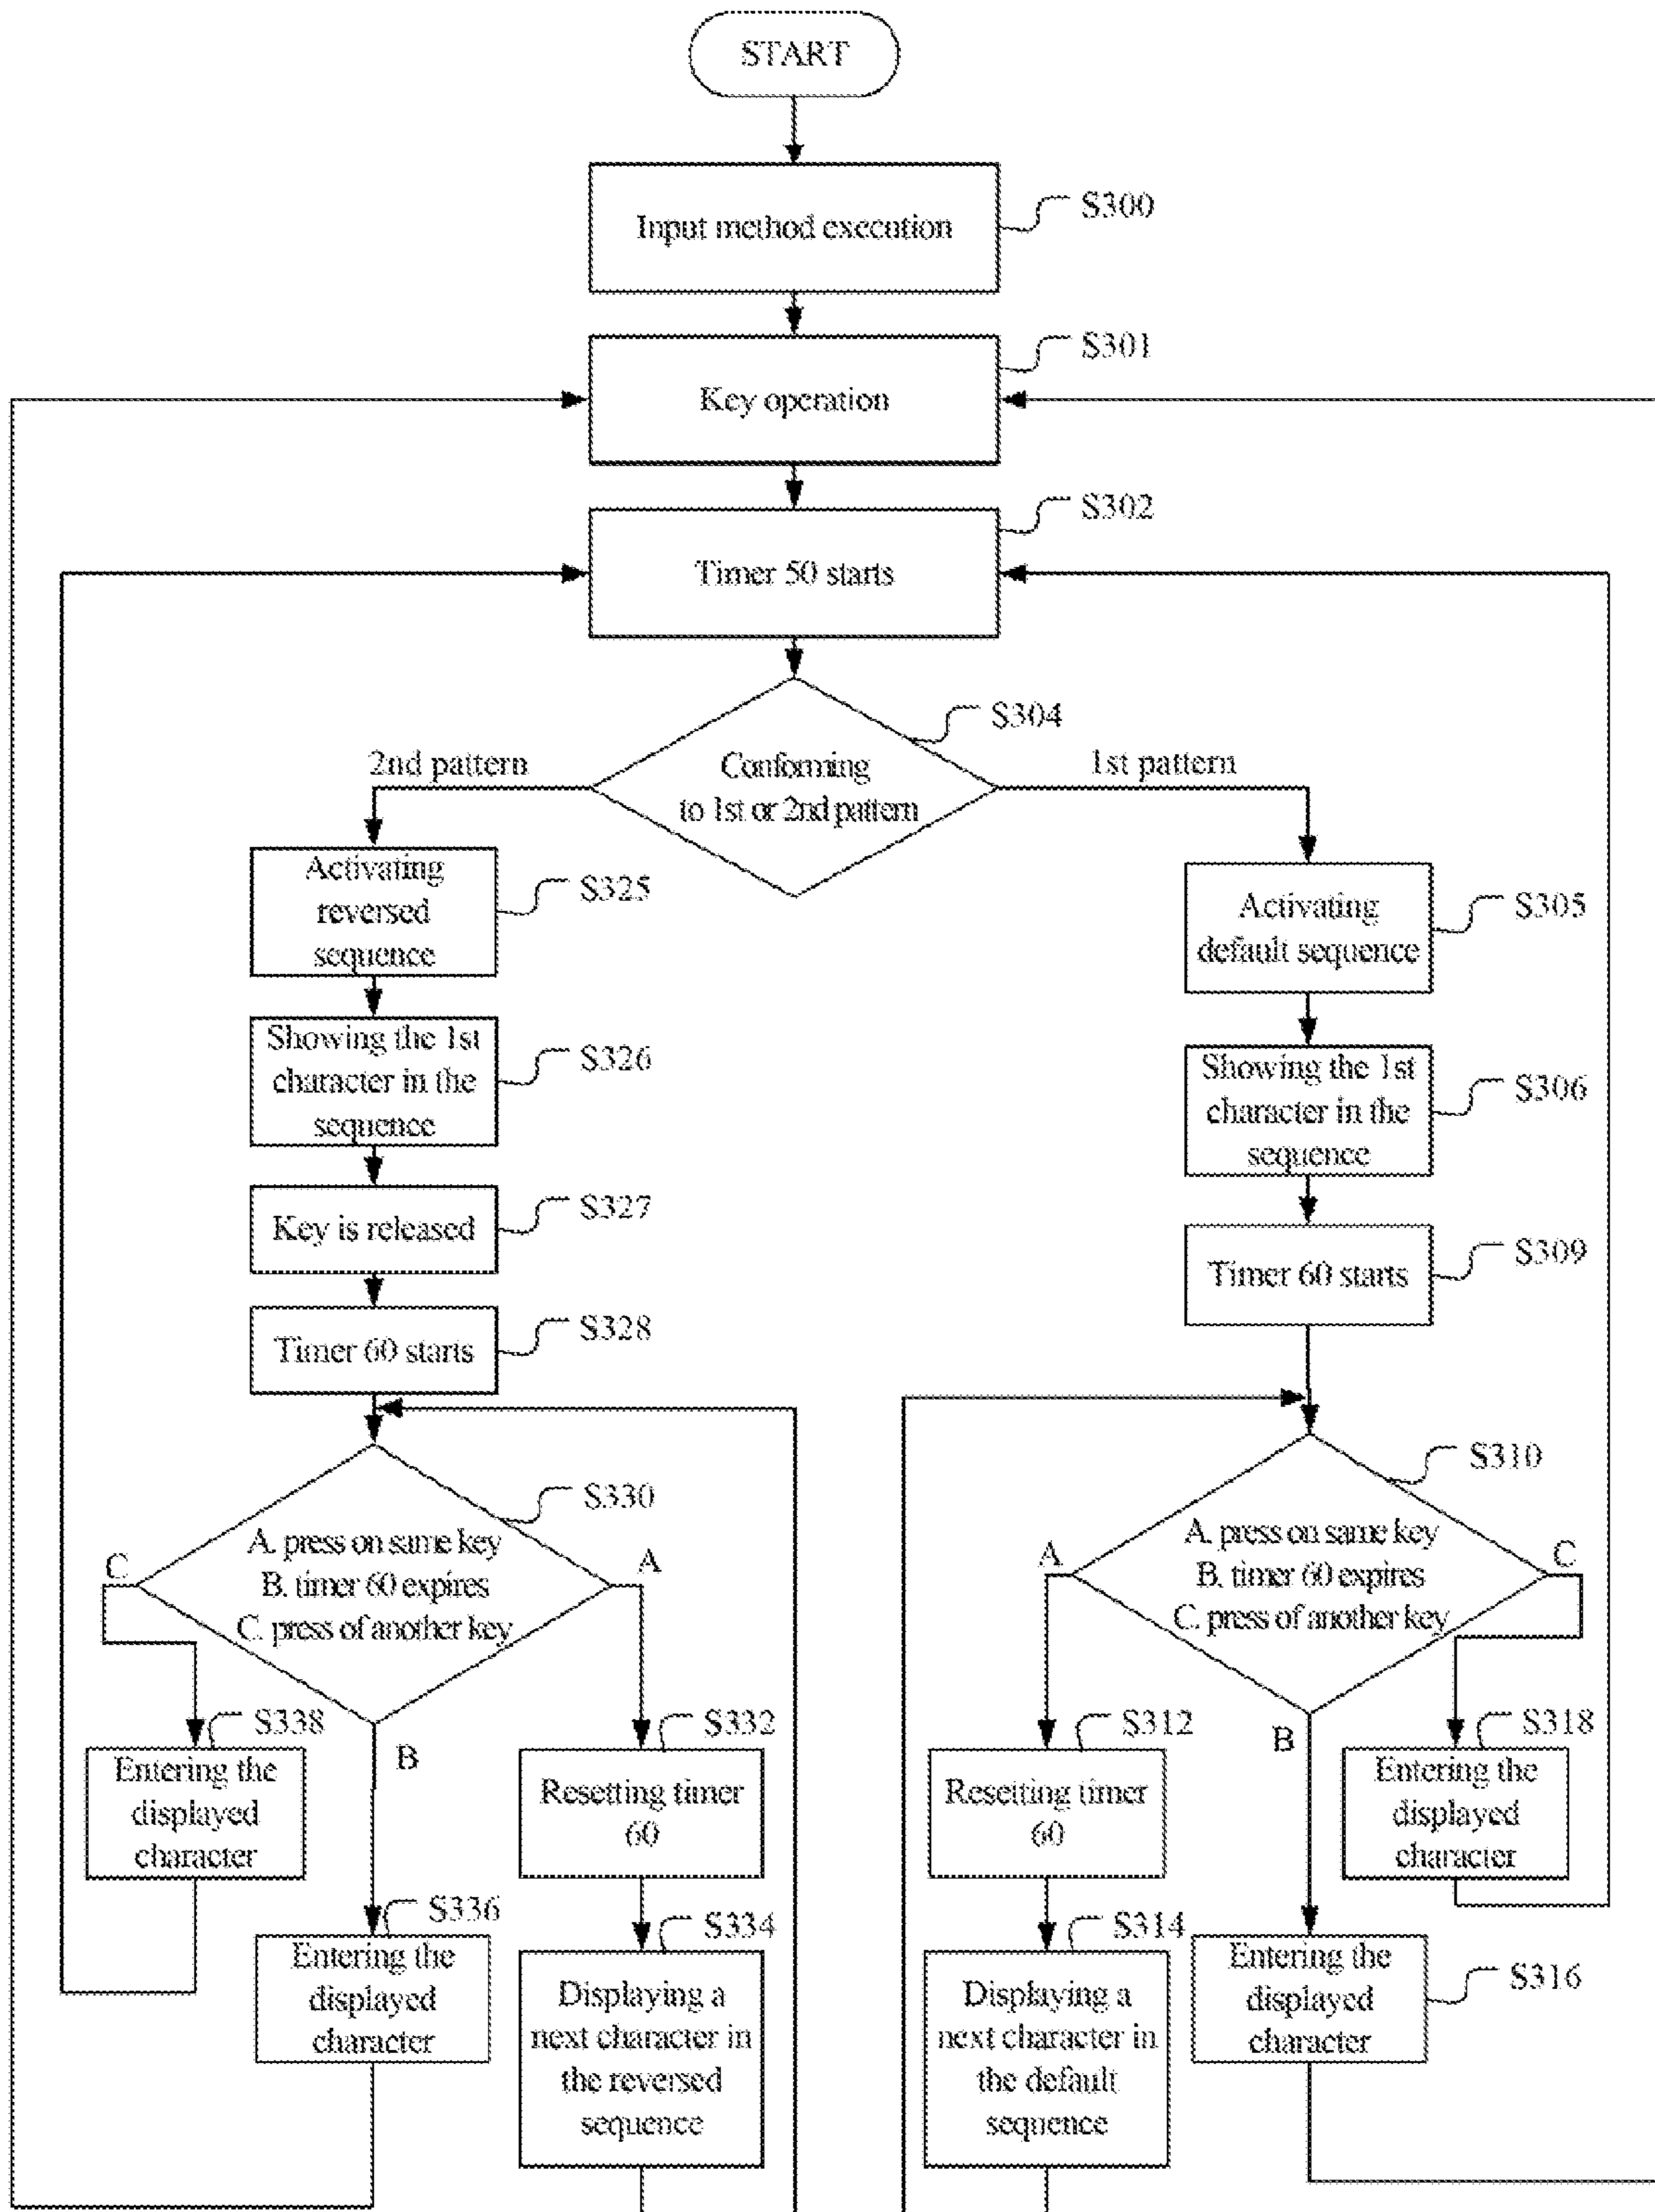 START
S300
Input method execution
S301
Key operation
S302
Timer 50 starts
S304
2nd pattern
1st pattern
Conforming
to 1st or 2nd pattern
Activating
reversed
sequence
S325
Activating
default sequence
S305
Showing the 1st
character in the
sequence
S326
Showing the 1st
character in the
sequence
S306
Key is released
S327
Timer 60 starts
S309
Timer 60 starts
S328
S330
A. press on same key
B. timer 60 expires
C. press of another key
C
A
B
S310
A. press on same key
B. timer 60 expires
C. press of another key
A
C
B
S338
Entering the
displayed
character
S332
Resetting timer
60
S312
Resetting timer
60
S318
Entering the
displayed
character
S336
Entering the
displayed
character
S334
Displaying a
next character in
the reversed
sequence
S314
Displaying a
next character in
the default
sequence
Entering the
displayed
character
S316